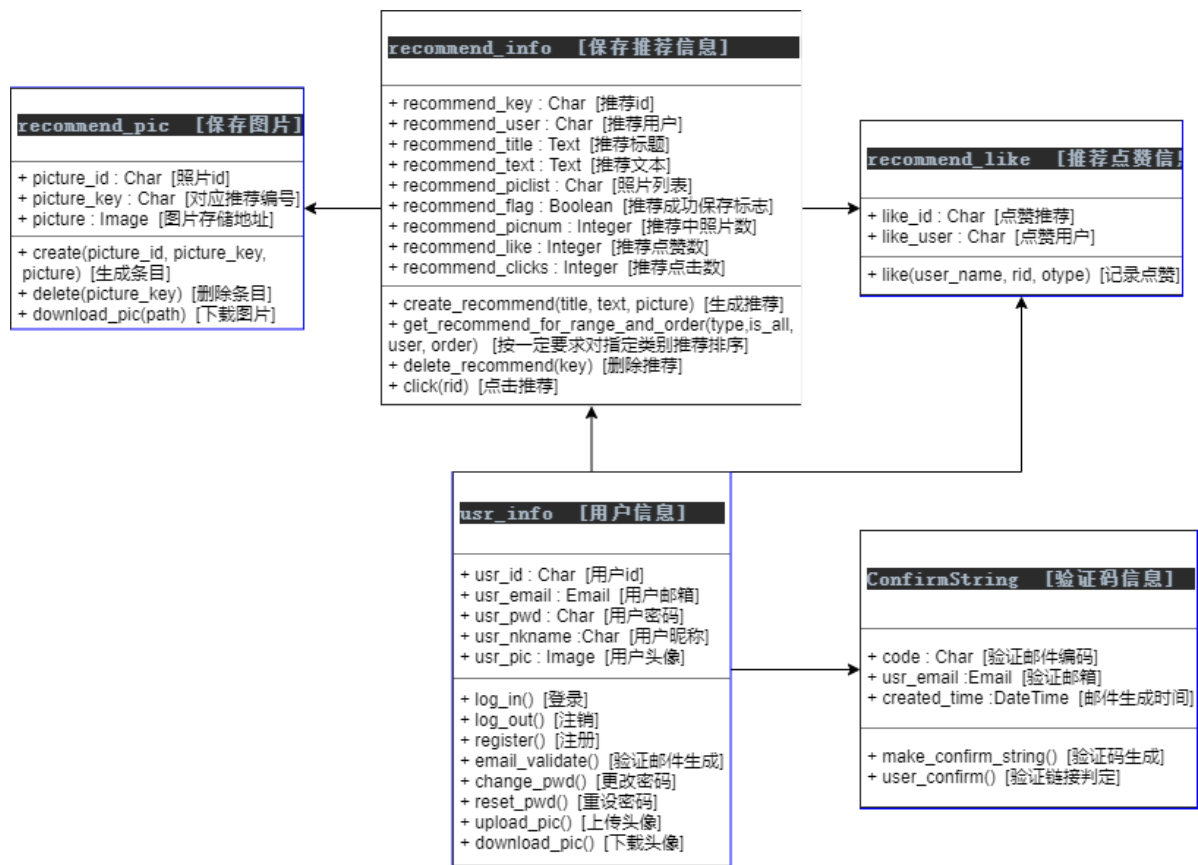 recommend_info [保存推荐信息]
+ recommend_key : Char [推荐id]
+ recommend_user : Char [推荐用户]
+ recommend_title : Text [推荐标题]
+ recommend_text : Text [推荐文本]
+ recommend_piclist : Char [照片列表]
+ recommend_flag : Boolean [推荐成功保存标志]
+ recommend_picnum : Integer [推荐中照片数]
+ recommend_like : Integer [推荐点赞数]
+ recommend_clicks : Integer [推荐点击数]
+ create_recommend(title, text, picture) [生成推荐]
+ get_recommend_for_range_and_order(type,is_all,
user, order) [按一定要求对指定类别推荐排序]
+ delete_recommend(key) [删除推荐]
+ click(rid) [点击推荐]
recommend_pic [保存图片]
+ picture_id : Char [照片id]
+ picture_key : Char [对应推荐编号]
+ picture : Image [图片存储地址]
+ create(picture_id, picture_key,
picture) [生成条目]
+ delete(picture_key) [删除条目]
+ download_pic(path) [下载图片]
recommend_like [推荐点赞信
+ like_id : Char [点赞推荐]
+ like_user : Char [点赞用户]
+ like(user_name, rid, otype) [记录点赞]
usr_info [用户信息]
+ usr_id : Char [用户id]
+ usr_email : Email [用户邮箱]
+ usr_pwd : Char [用户密码]
+ usr_nkname :Char [用户昵称]
+ usr_pic : Image [用户头像]
+ log_in() [登录]
+ log_out() [注销]
+ register() [注册]
+ email_validate() [验证邮件生成]
+ change_pwd() [更改密码]
+ reset_pwd() [重设密码]
+ upload_pic() [上传头像]
+ download_pic() [下载头像]
ConfirmString [验证码信息]
+ code : Char [验证邮件编码]
+ usr_email :Email [验证邮箱]
+ created_time :DateTime [邮件生成时间]
+ make_confirm_string() [验证码生成]
+ user_confirm() [验证链接判定]